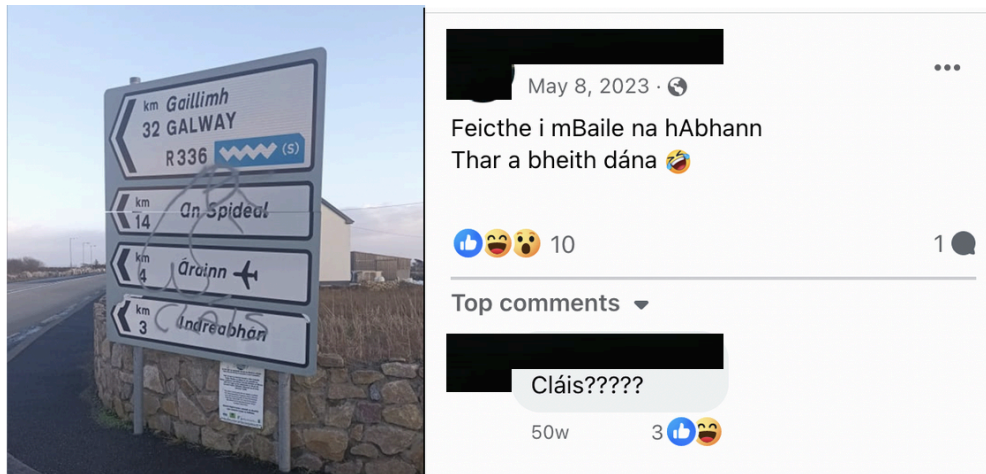 km Gaillimh
32 GALWAY
R336 (S)
km
14 An Spidéal
km
4 Árainn
km
3 Indreabhán
CLAIS
May 8, 2023
Feicthe i mBaile na hAbhann
Thar a bheith dána 🤣
10
1
Top comments
Cláis?????
50w
3